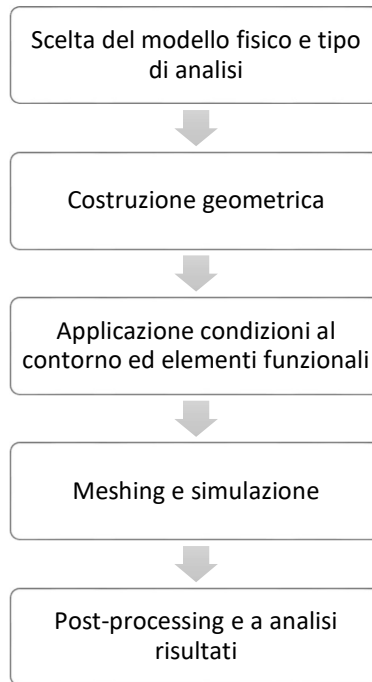 Scelta del modello fisico e tipo
di analisi
Costruzione geometrica
Applicazione condizioni al
contorno ed elementi funzionali
Meshing e simulazione
Post-processing e a analisi
risultati